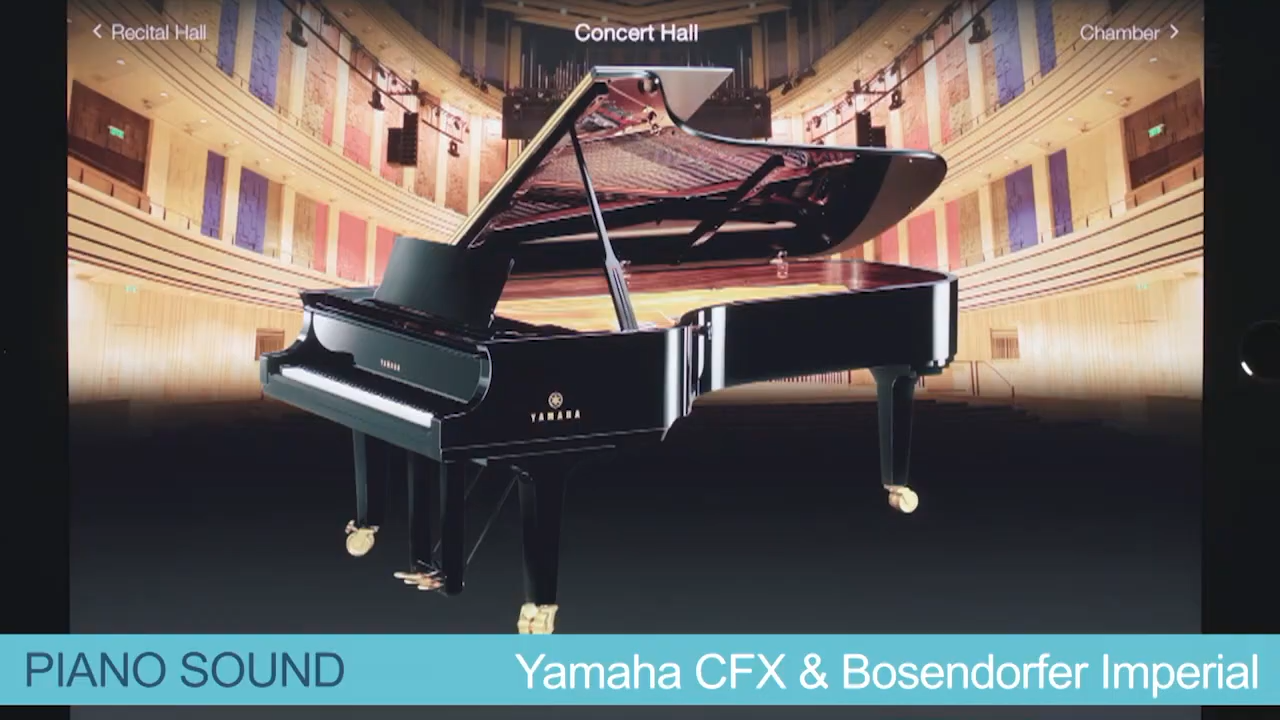 Recital Hall
Concert Hall
Chamber
YAMAHA
YAMAHA
PIANO SOUND
Yamaha CFX & Bosendorfer Imperial